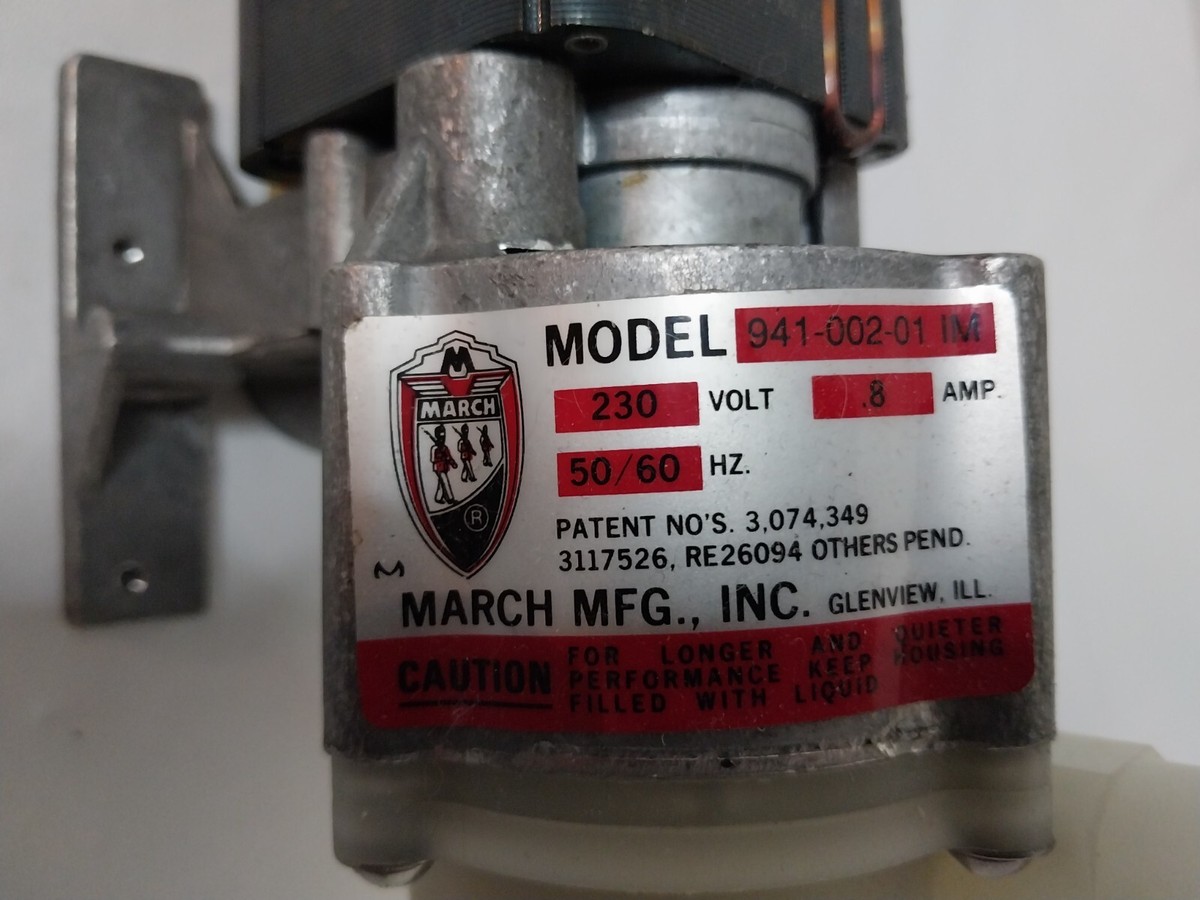 MODEL 941-002-01 IM
230 VOLT .8 AMP.
50/60 HZ.
M
MARCH
®
PATENT NO'S. 3,074,349
3117526, RE26094 OTHERS PEND.
MARCH MFG., INC. GLENVIEW, ILL.
CAUTION
FOR LONGER AND QUIETER
PERFORMANCE KEEP HOUSING
FILLED WITH LIQUID